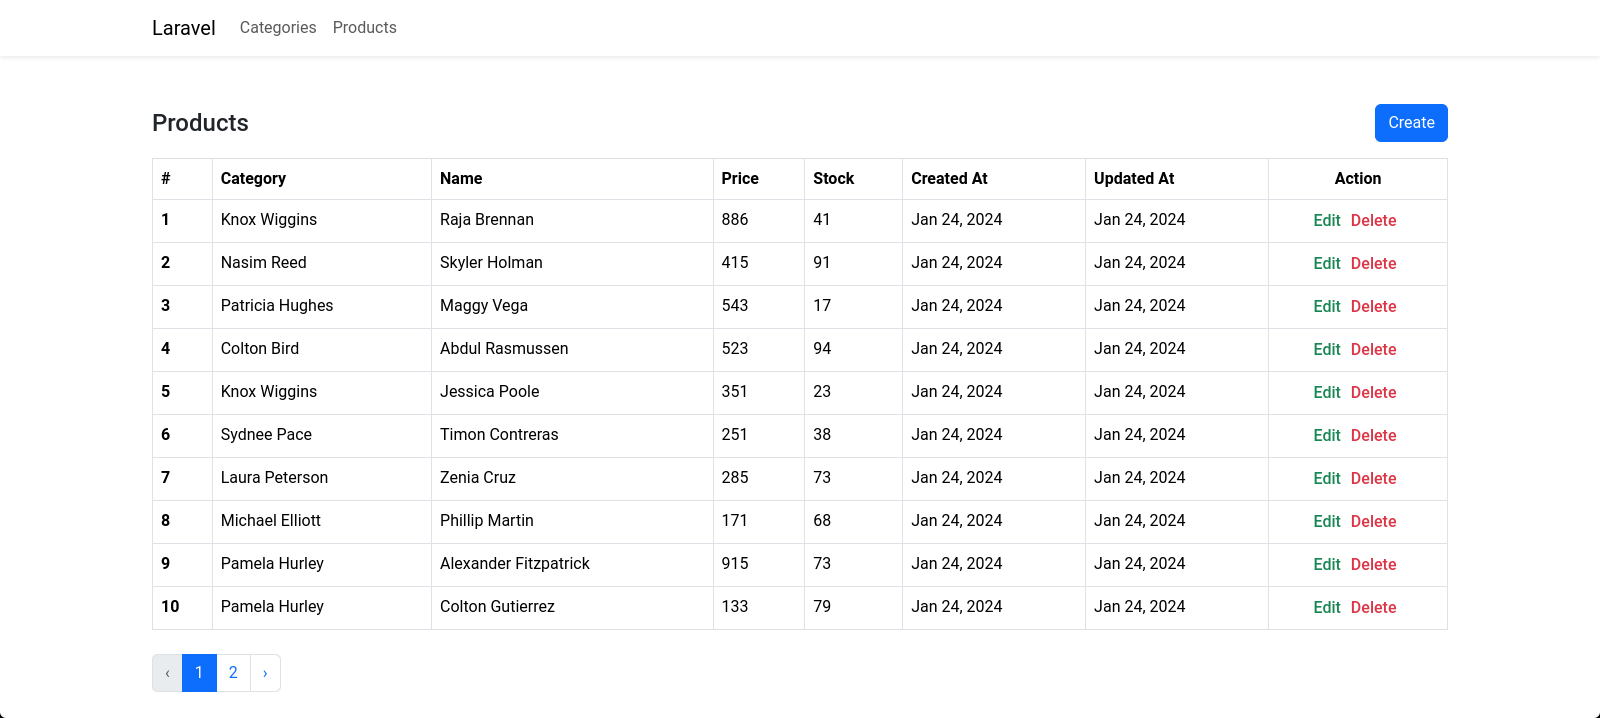 Laravel Categories Products
Products Create
# Category Name Price Stock Created At Updated At Action
1 Knox Wiggins Raja Brennan 886 41 Jan 24, 2024 Jan 24, 2024 Edit Delete
2 Nasim Reed Skyler Holman 415 91 Jan 24, 2024 Jan 24, 2024 Edit Delete
3 Patricia Hughes Maggy Vega 543 17 Jan 24, 2024 Jan 24, 2024 Edit Delete
4 Colton Bird Abdul Rasmussen 523 94 Jan 24, 2024 Jan 24, 2024 Edit Delete
5 Knox Wiggins Jessica Poole 351 23 Jan 24, 2024 Jan 24, 2024 Edit Delete
6 Sydnee Pace Timon Contreras 251 38 Jan 24, 2024 Jan 24, 2024 Edit Delete
7 Laura Peterson Zenia Cruz 285 73 Jan 24, 2024 Jan 24, 2024 Edit Delete
8 Michael Elliott Phillip Martin 171 68 Jan 24, 2024 Jan 24, 2024 Edit Delete
9 Pamela Hurley Alexander Fitzpatrick 915 73 Jan 24, 2024 Jan 24, 2024 Edit Delete
10 Pamela Hurley Colton Gutierrez 133 79 Jan 24, 2024 Jan 24, 2024 Edit Delete
‹ 1 2 ›